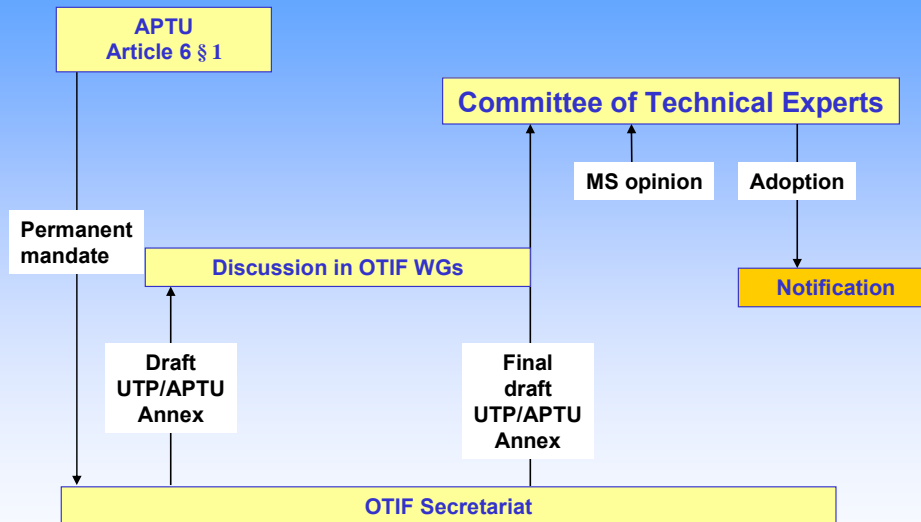 APTU
Article 6 § 1
Committee of Technical Experts
MS opinion
Adoption
Permanent
mandate
Discussion in OTIF WGs
Notification
Draft
UTP/APTU
Annex
Final
draft
UTP/APTU
Annex
OTIF Secretariat